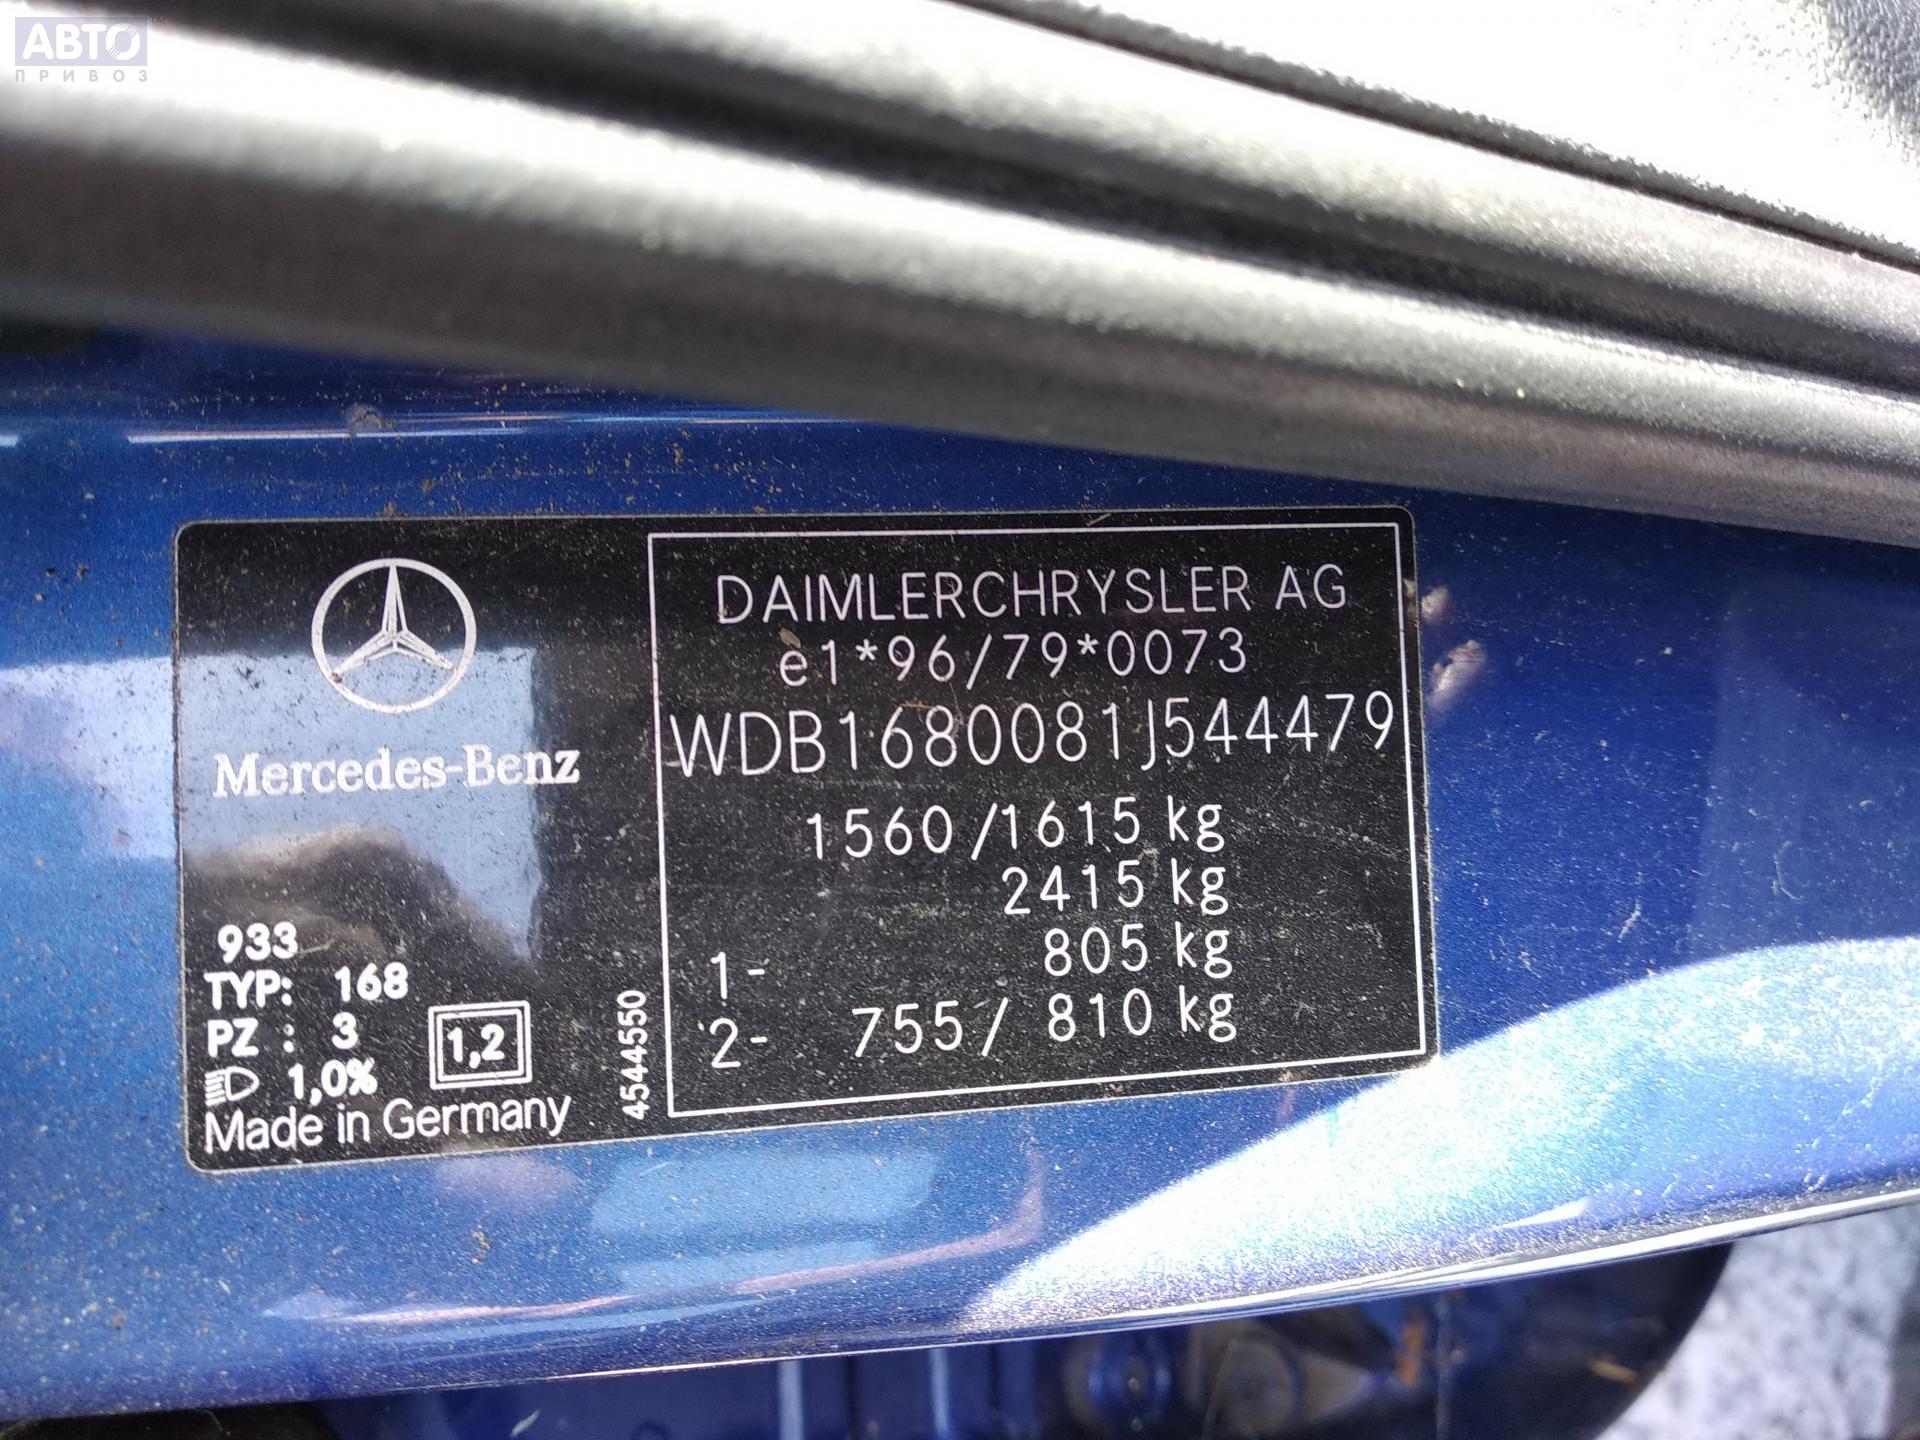 АВТО™
ПРИВОЗ
Mercedes-Benz
933
TYP: 168
PZ : 3
1,0%
1,2
Made in Germany
4544550
DAIMLERCHRYSLER AG
e1*96/79*0073
WDB1680081J544479
1560/1615 kg
2415 kg
1- 805 kg
2- 755/ 810 kg